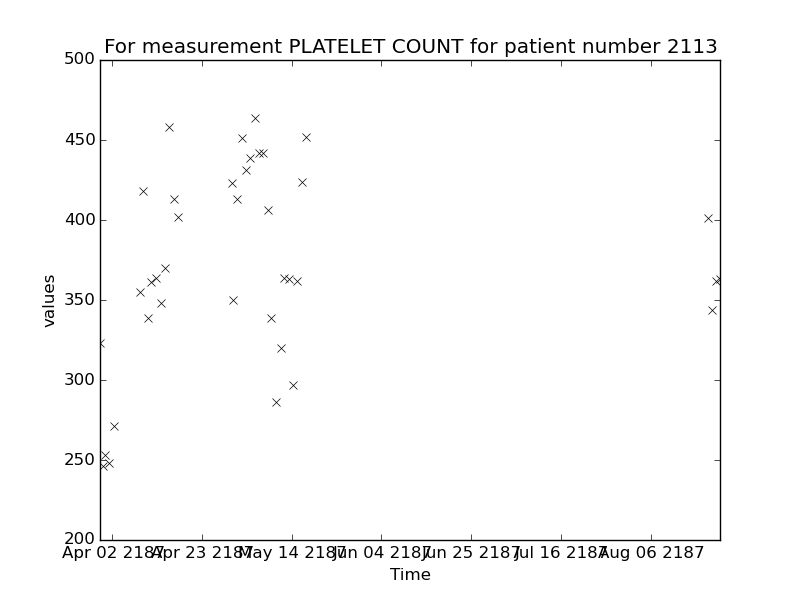 For measurement PLATELET COUNT for patient number 2113
500
450
400
350
300
250
200
values
Apr 02 2187
Apr 23 2187
May 14 2187
Jun 04 2187
Jun 25 2187
Jul 16 2187
Aug 06 2187
Time